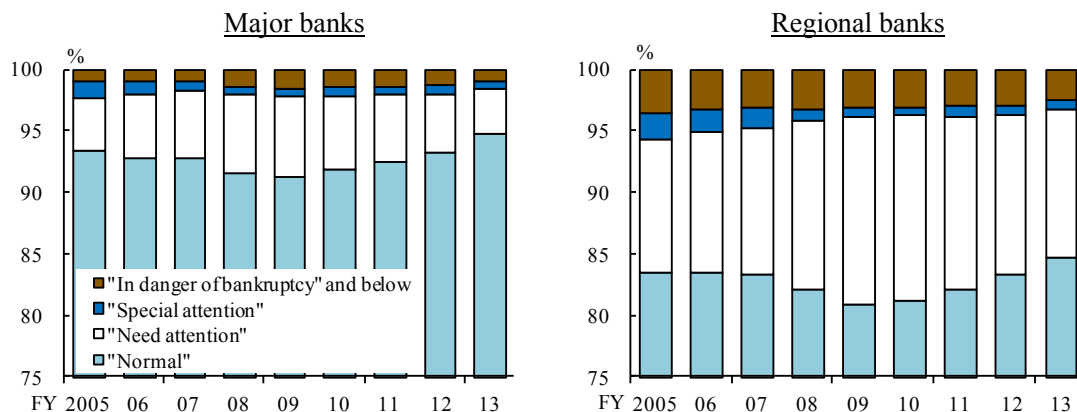 Major banks
%
100
95
90
85
80
75
"In danger of bankruptcy" and below
"Special attention"
"Need attention"
"Normal"
FY 2005 06 07 08 09 10 11 12 13
Regional banks
%
100
95
90
85
80
75
FY 2005 06 07 08 09 10 11 12 13